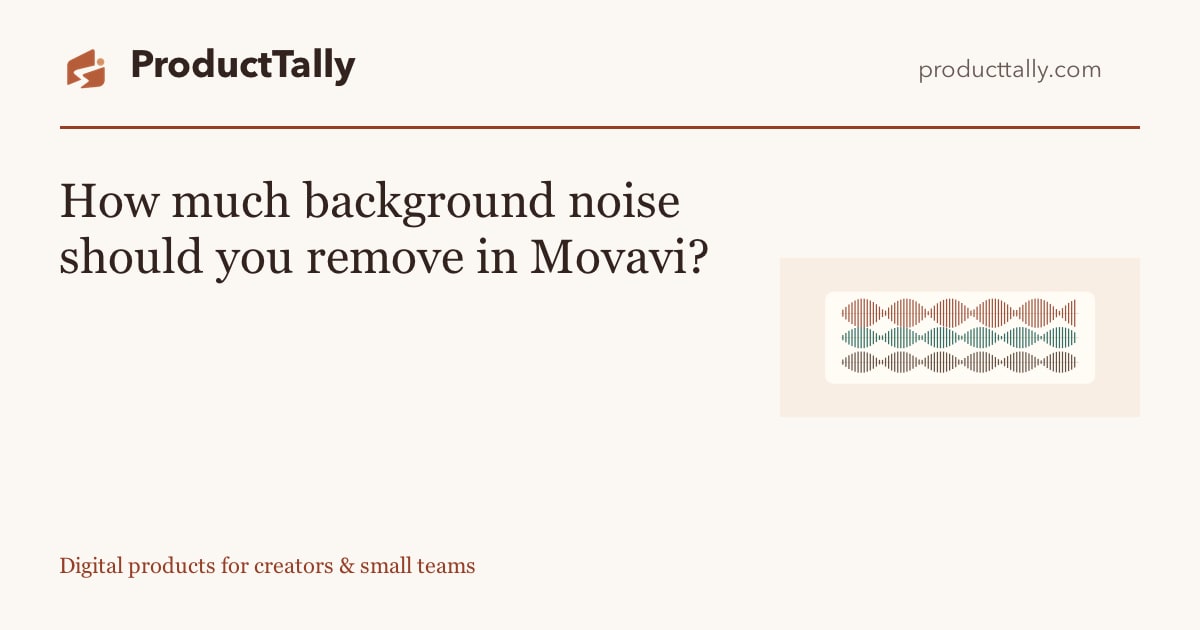 ProductTally
producttally.com
How much background noise
should you remove in Movavi?
Digital products for creators & small teams